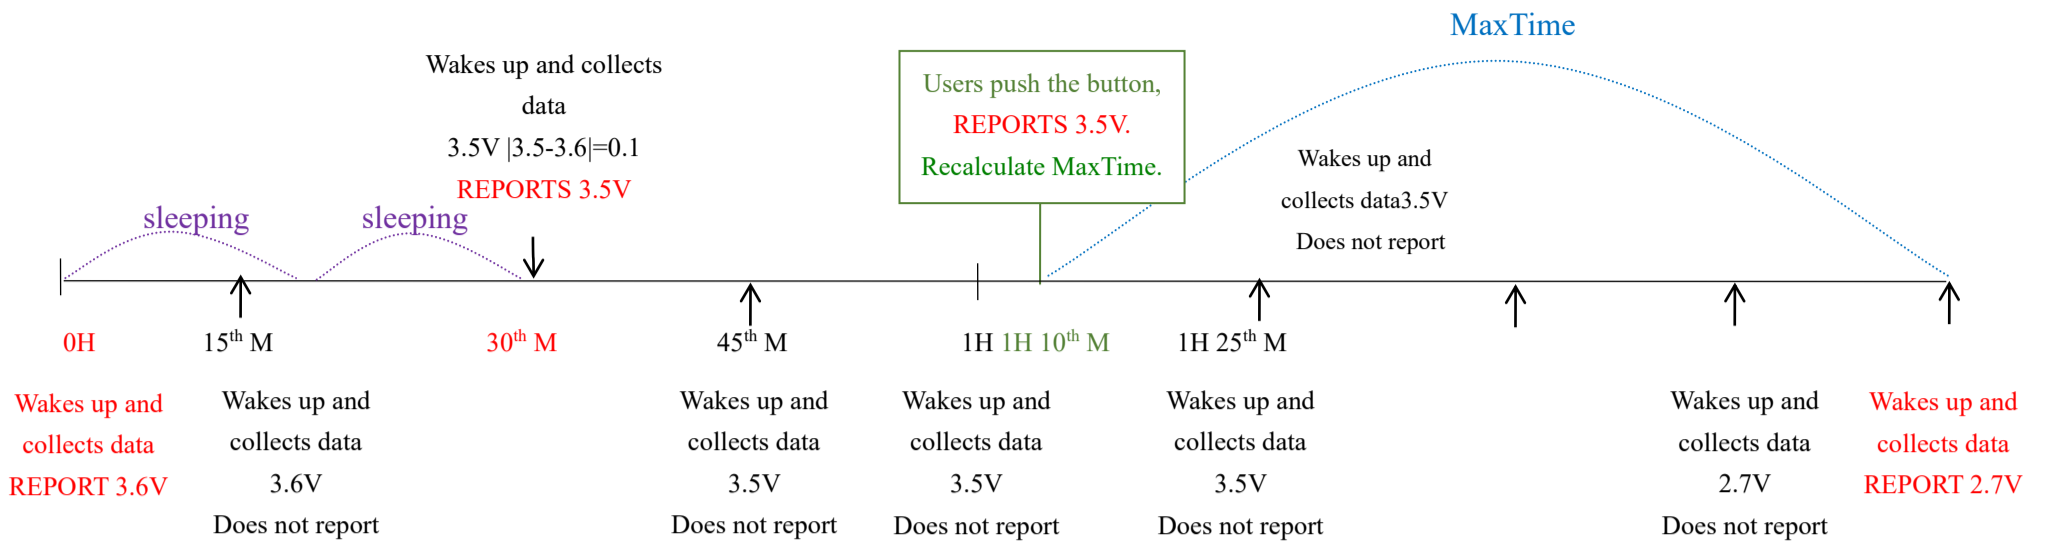 MaxTime
Wakes up and collects
data
3.5V |3.5-3.6|=0.1
REPORTS 3.5V
Users push the button,
REPORTS 3.5V.
Recalculate MaxTime.
Wakes up and
collects data3.5V
Does not report
sleeping
sleeping
0H
15th M
30th M
45th M
1H
1H 10th M
1H 25th M
Wakes up and
collects data
REPORT 3.6V
Wakes up and
collects data
3.6V
Does not report
Wakes up and
collects data
3.5V
Does not report
Wakes up and
collects data
3.5V
Does not report
Wakes up and
collects data
3.5V
Does not report
Wakes up and
collects data
2.7V
Does not report
Wakes up and
collects data
REPORT 2.7V